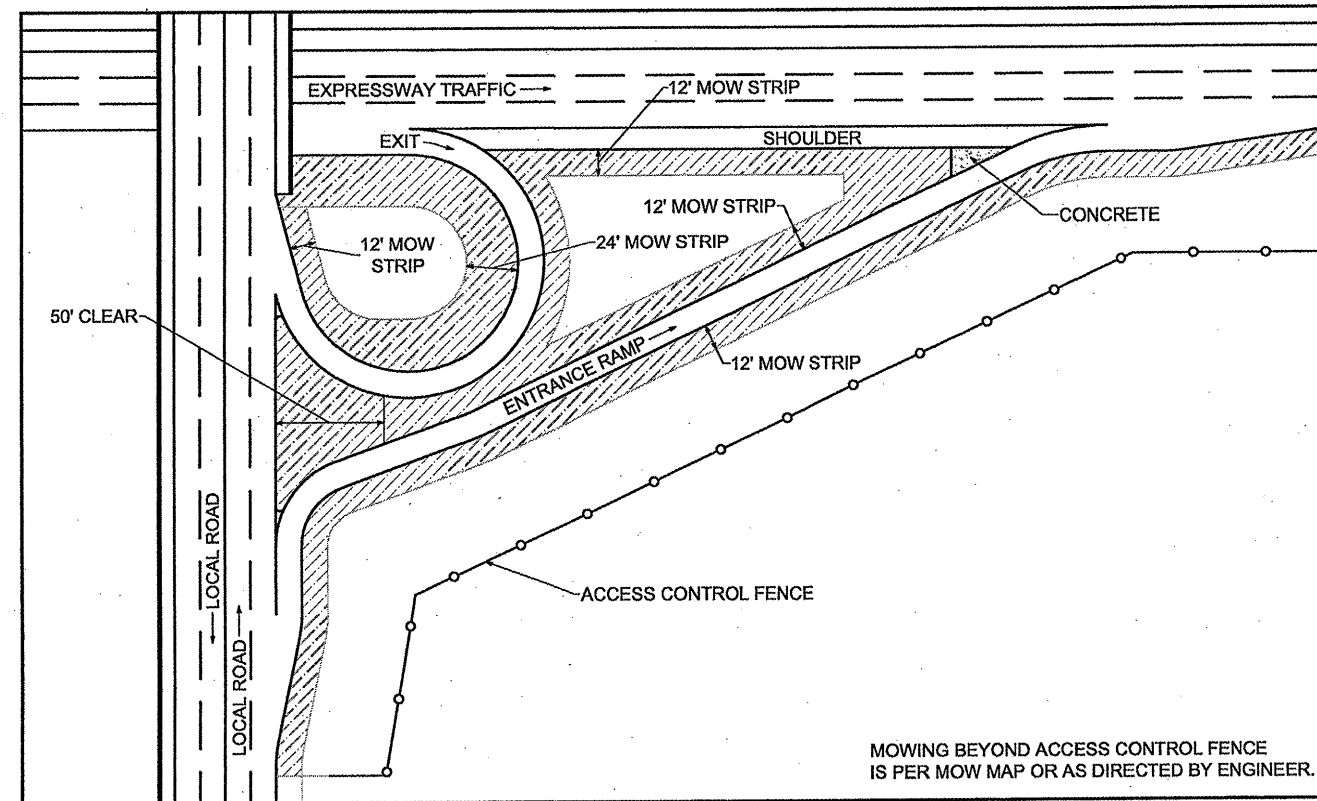 EXPRESSWAY TRAFFIC
12' MOW STRIP
EXIT
SHOULDER
12' MOW STRIP
CONCRETE
12' MOW
STRIP
24' MOW STRIP
50' CLEAR
ENTRANCE RAMP
12' MOW STRIP
LOCAL ROAD
LOCAL ROAD
ACCESS CONTROL FENCE
MOWING BEYOND ACCESS CONTROL FENCE
IS PER MOW MAP OR AS DIRECTED BY ENGINEER.